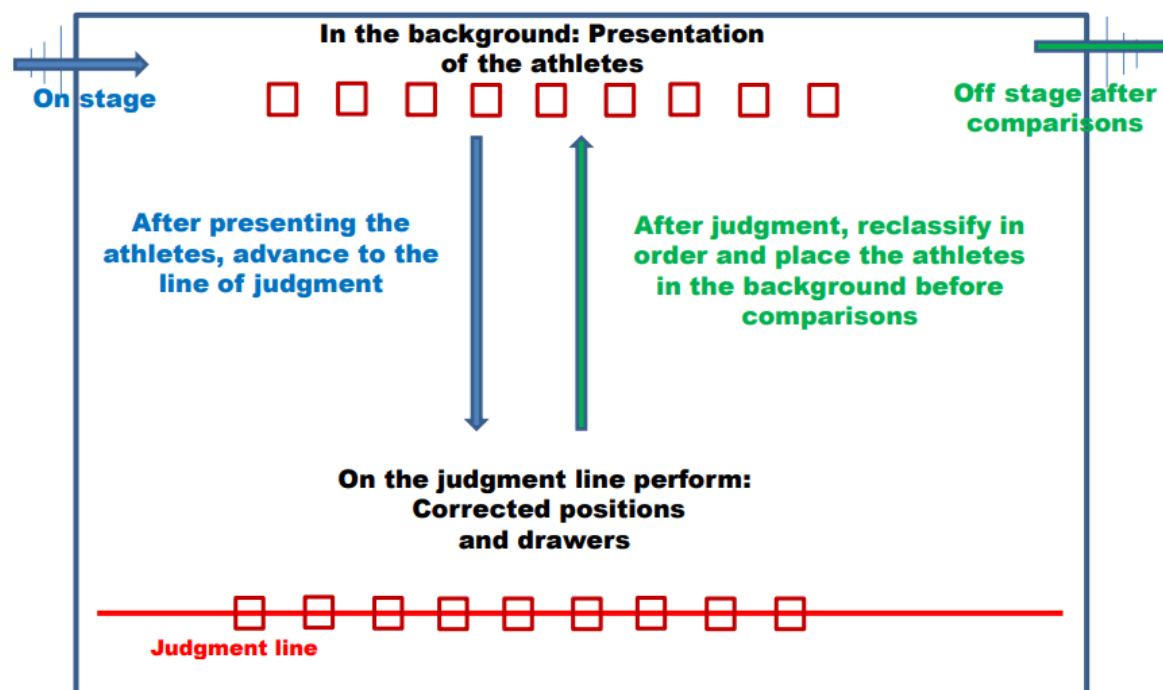 In the background: Presentation
of the athletes
On stage
Off stage after
comparisons
After presenting the
athletes, advance to the
line of judgment
After judgment, reclassify in
order and place the athletes
in the background before
comparisons
On the judgment line perform:
Corrected positions
and drawers
Judgment line